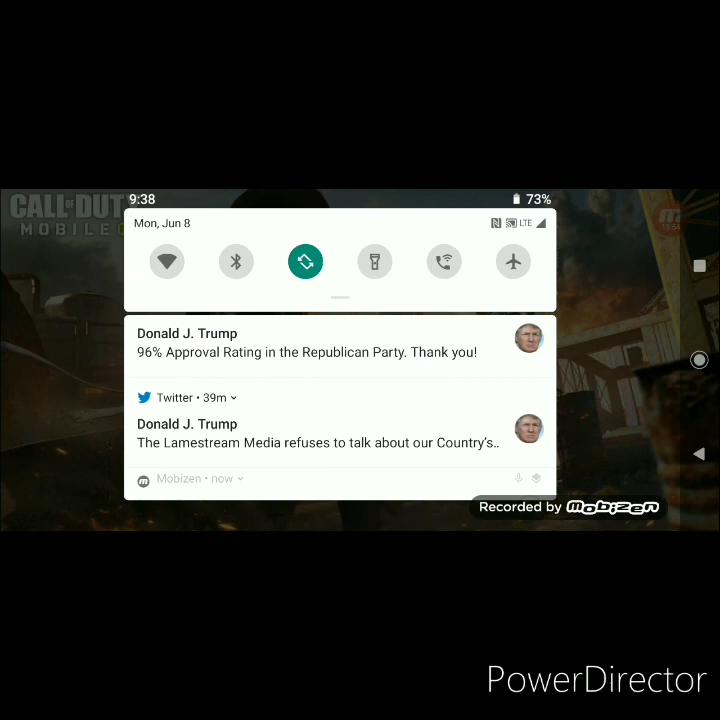 CALL OF DUTY
MOBILE
9:38
73%
Mon, Jun 8
LTE
Donald J. Trump
96% Approval Rating in the Republican Party. Thank you!
Twitter • 39m
Donald J. Trump
The Lamestream Media refuses to talk about our Country's..
Mobizen • now
Recorded by mobizen
PowerDirector